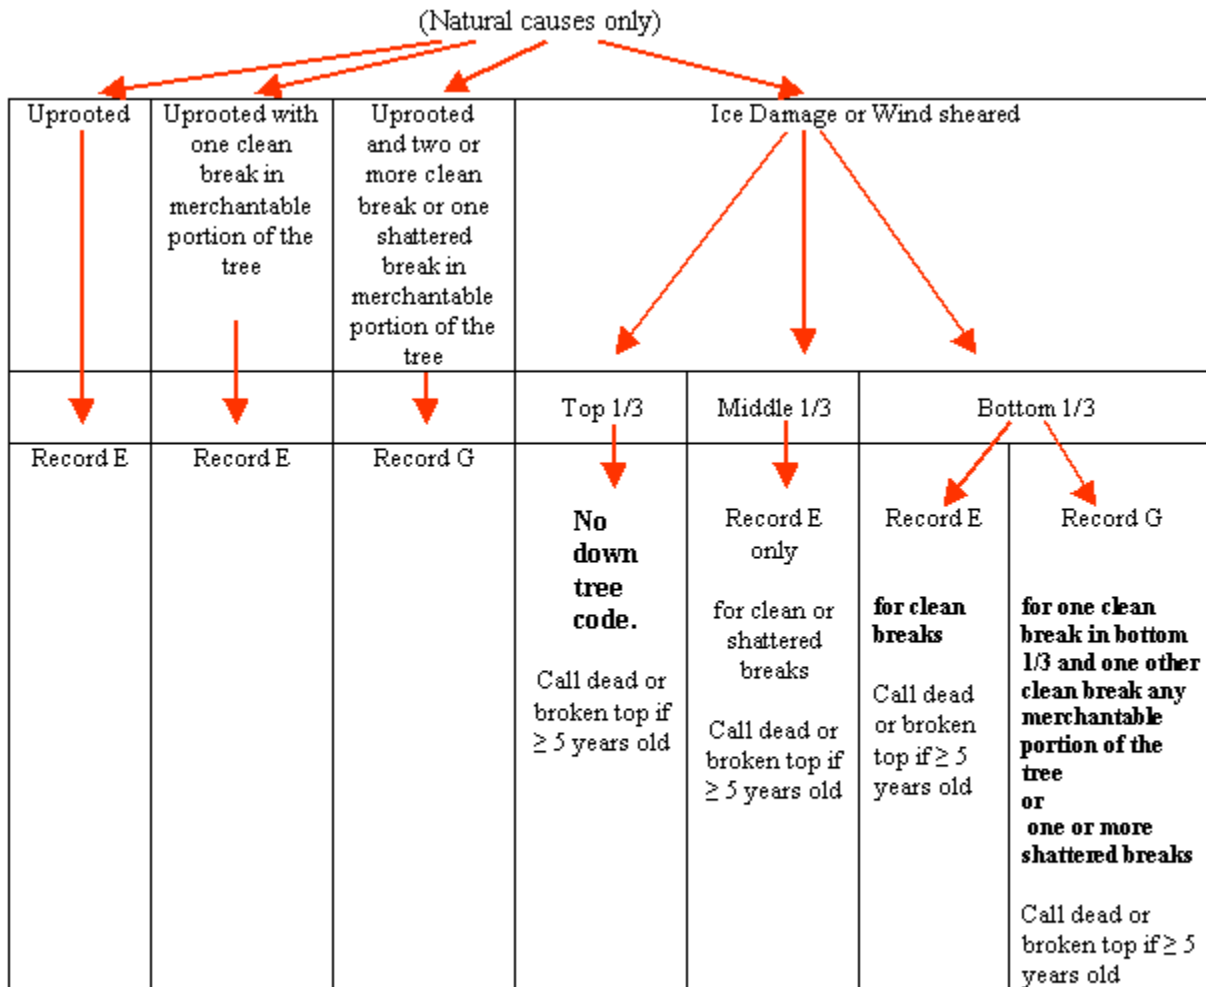 (Natural causes only)
Uprooted
Uprooted with
one clean
break in
merchantable
portion of the
tree
Uprooted
and two or
more clean
break or one
shattered
break in
merchantable
portion of the
tree
Ice Damage or Wind sheared
Top 1/3
Middle 1/3
Bottom 1/3
Record E
Record E
Record G
No
down
tree
code.
Call dead or
broken top if
≥ 5 years old
Record E
only
for clean or
shattered
breaks
Call dead or
broken top if
≥ 5 years old
Record E
for clean
breaks
Call dead
or broken
top if ≥ 5
years old
Record G
for one clean
break in bottom
1/3 and one other
clean break any
merchantable
portion of the
tree
or
one or more
shattered breaks
Call dead or
broken top if ≥ 5
years old